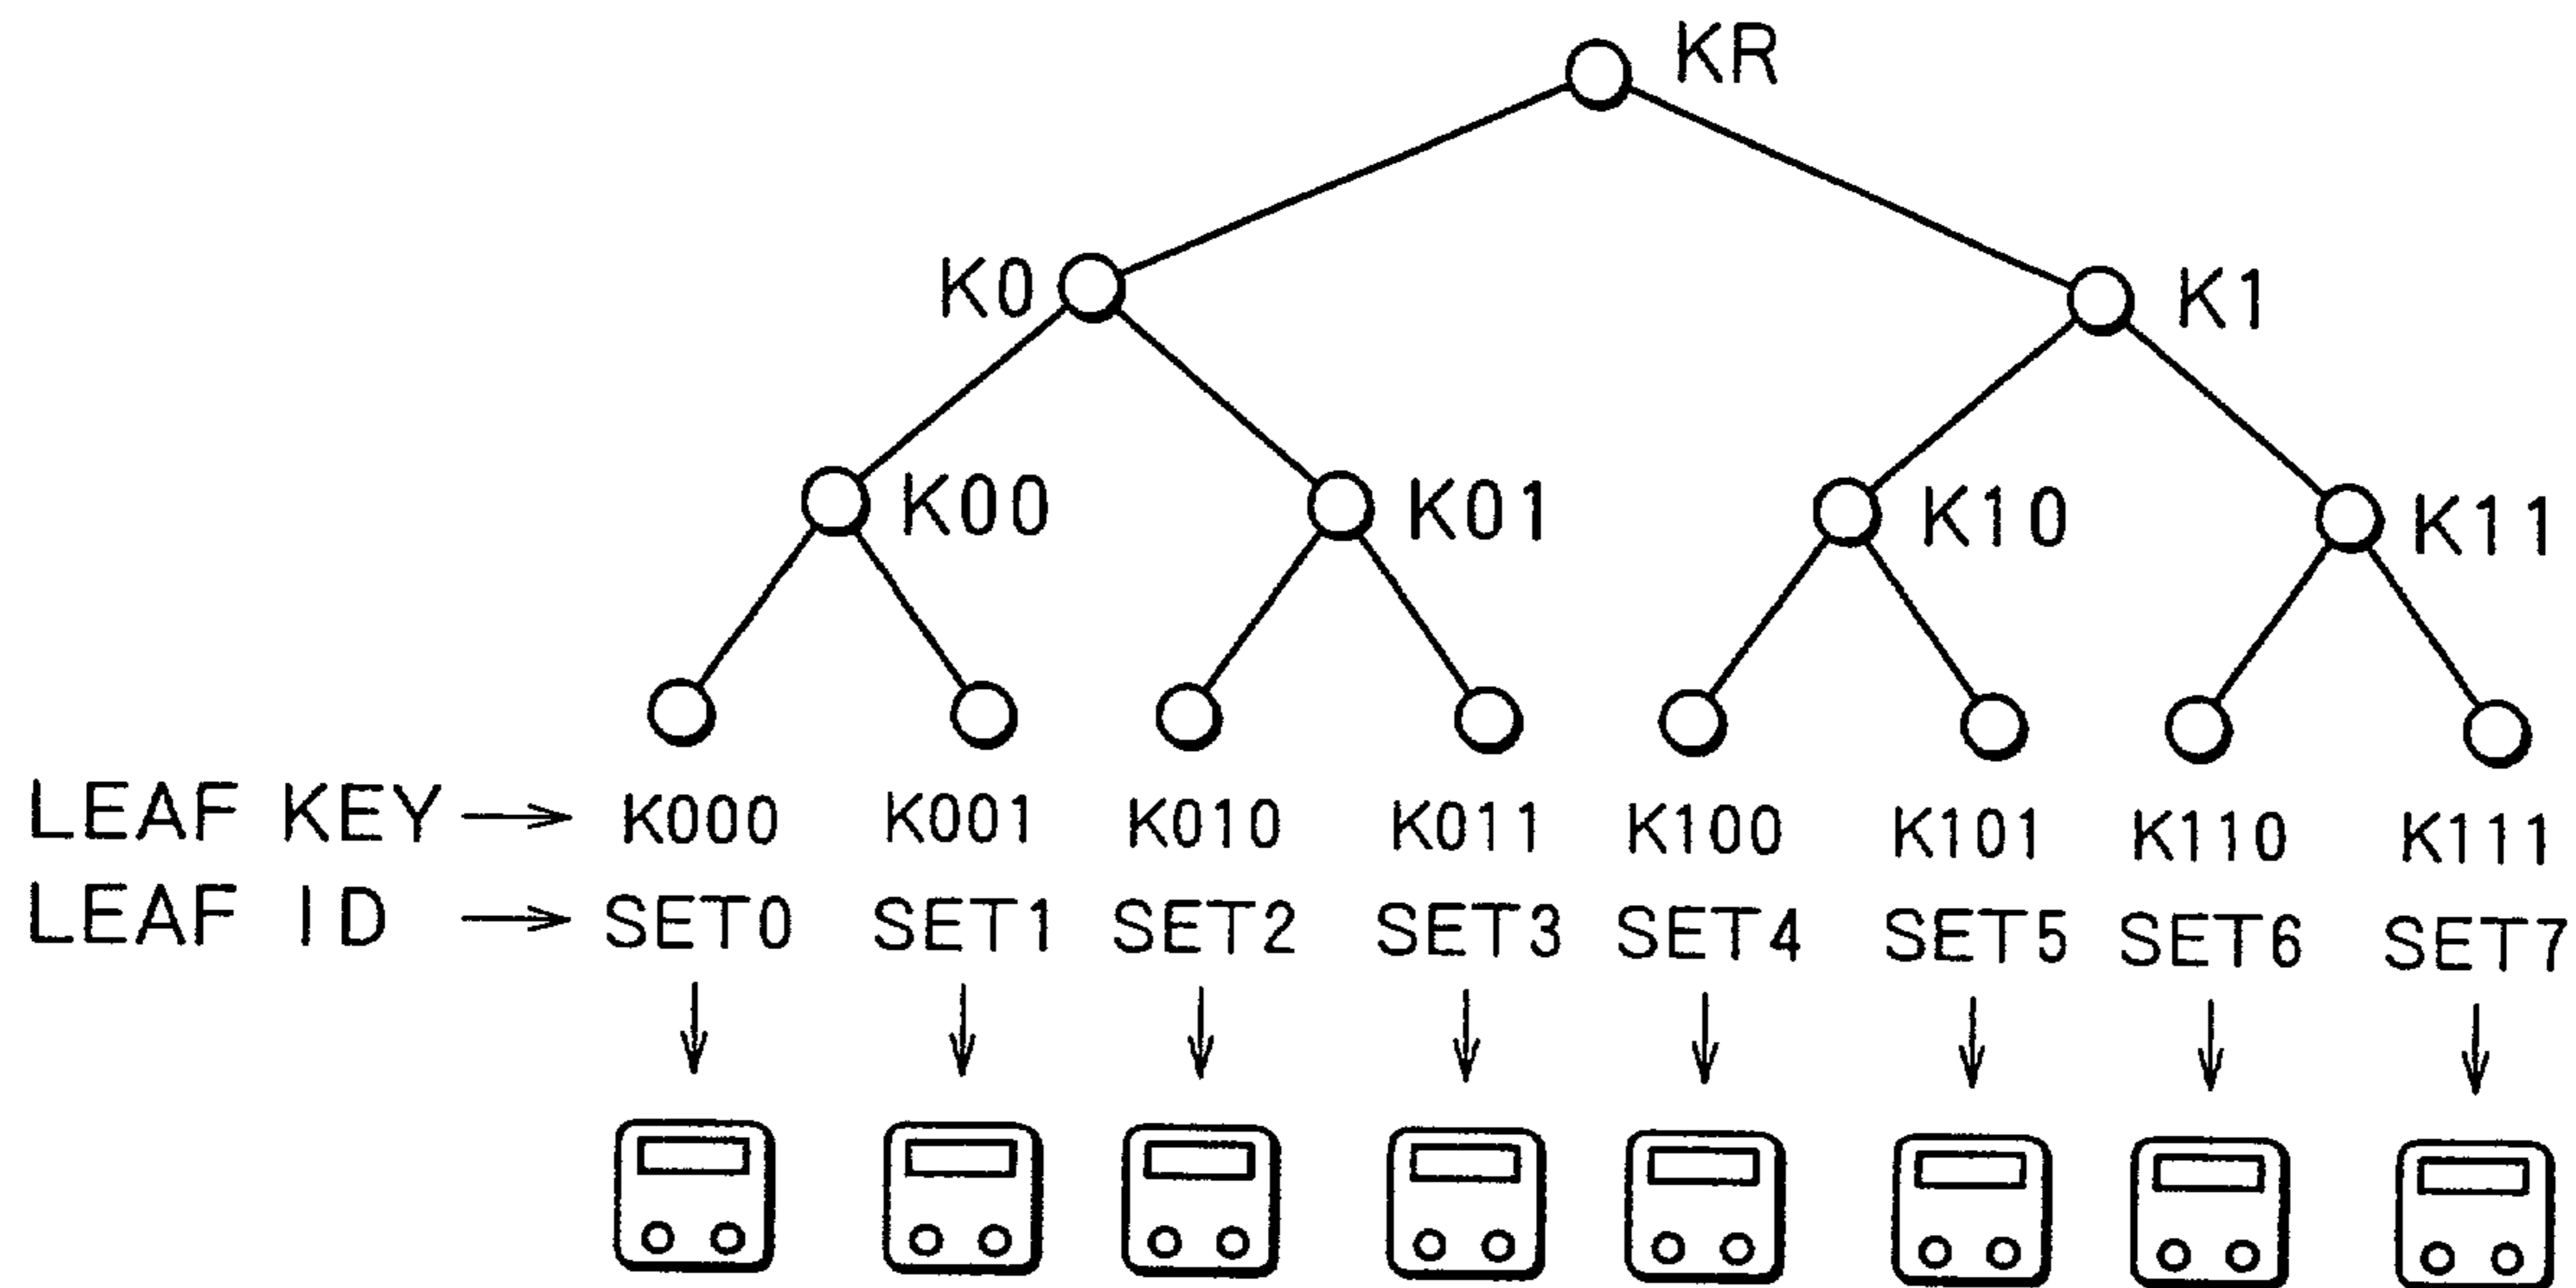 KR
K0 K1
K00 K01 K10 K11
LEAF KEY → K000 K001 K010 K011 K100 K101 K110 K111
LEAF ID → SET0 SET1 SET2 SET3 SET4 SET5 SET6 SET7